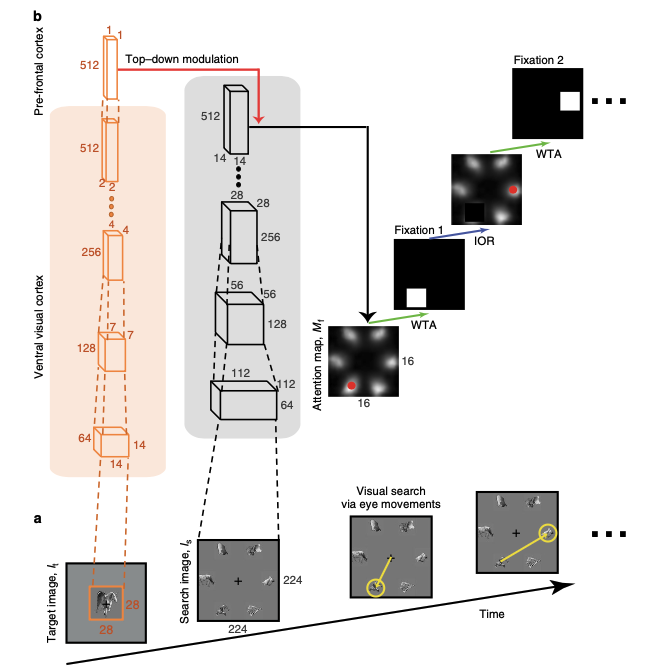 b
Pre-frontal cortex
1
1
512
Top–down modulation
512
2
2
4
4
256
7
7
128
64
14
14
Ventral visual cortex
512
14
14
28
28
256
56
56
128
112
112
64
Attention map, Mf
16
16
WTA
Fixation 1
IOR
WTA
Fixation 2
a
Target image, It
28
28
Search image, Is
224
224
Visual search
via eye movements
Time